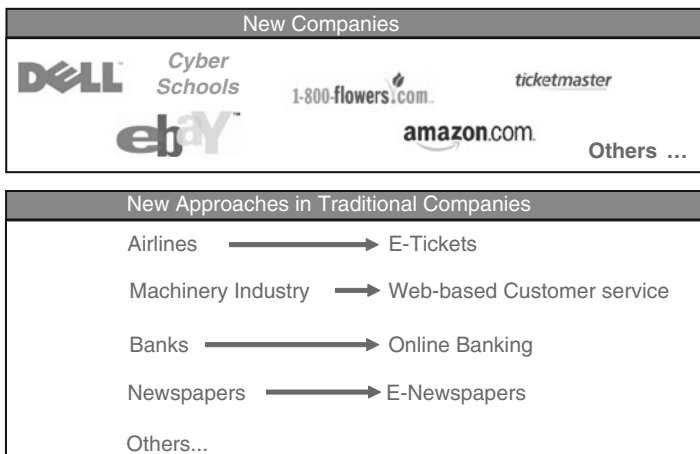 New Companies
DELL
Cyber
Schools
1-800-flowers.com
ticketmaster
ebaY™
amazon.com.
Others ...
New Approaches in Traditional Companies
Airlines E-Tickets
Machinery Industry Web-based Customer service
Banks Online Banking
Newspapers E-Newspapers
Others...